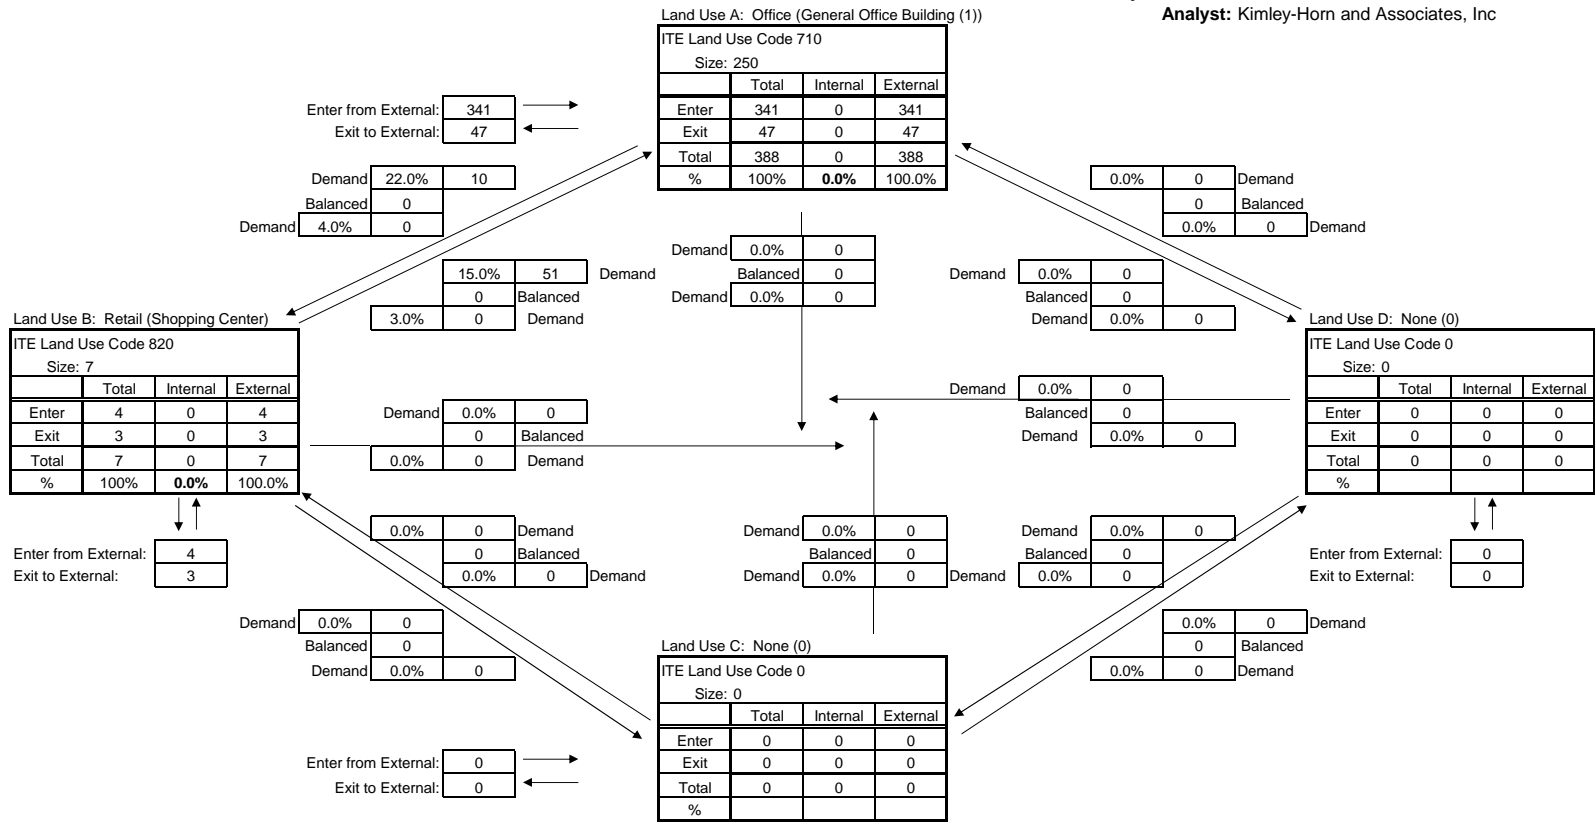 Analyst: Kimley-Horn and Associates, Inc
Land Use A: Office (General Office Building (1))
ITE Land Use Code 710
Size: 250
Total Internal External
Enter 341 0 341
Exit 47 0 47
Total 388 0 388
% 100% 0.0% 100.0%
Enter from External: 341
Exit to External: 47
Demand 22.0% 10
Balanced 0
Demand 4.0% 0
15.0% 51 Demand
0 Balanced
3.0% 0 Demand
Demand 0.0% 0
Balanced 0
Demand 0.0% 0
Demand 0.0% 0
Balanced 0
Demand 0.0% 0
0.0% 0 Demand
0 Balanced
0.0% 0 Demand
Land Use B: Retail (Shopping Center)
ITE Land Use Code 820
Size: 7
Total Internal External
Enter 4 0 4
Exit 3 0 3
Total 7 0 7
% 100% 0.0% 100.0%
Enter from External: 4
Exit to External: 3
Demand 0.0% 0
0 Balanced
0.0% 0 Demand
Demand 0.0% 0
Balanced 0
Demand 0.0% 0
Land Use D: None (0)
ITE Land Use Code 0
Size: 0
Total Internal External
Enter 0 0 0
Exit 0 0 0
Total 0 0 0
%
Enter from External: 0
Exit to External: 0
0.0% 0 Demand
0 Balanced
0.0% 0 Demand
Demand 0.0% 0
Balanced 0
Demand 0.0% 0
Demand 0.0% 0
Balanced 0
Demand 0.0% 0
Demand 0.0% 0
Balanced 0
Demand 0.0% 0
0.0% 0 Demand
0 Balanced
0.0% 0 Demand
Land Use C: None (0)
ITE Land Use Code 0
Size: 0
Total Internal External
Enter 0 0 0
Exit 0 0 0
Total 0 0 0
%
Enter from External: 0
Exit to External: 0